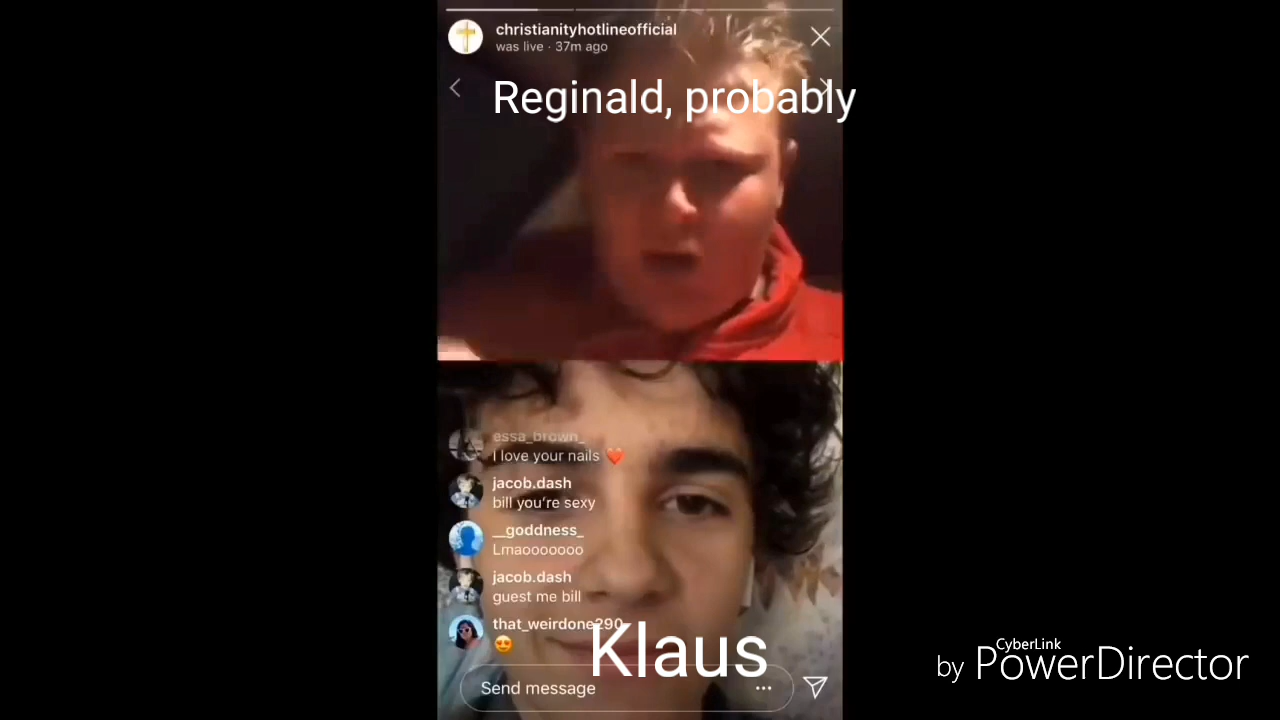 christianityhotlineofficial
was live · 37m ago
Reginald, probably
essa_brown_
I love your nails ❤️
jacob.dash
bill you're sexy
__goddness_
Lmaooooooo
jacob.dash
guest me bill
that_weirdone290
😍
Klaus
Send message
CyberLink
by PowerDirector